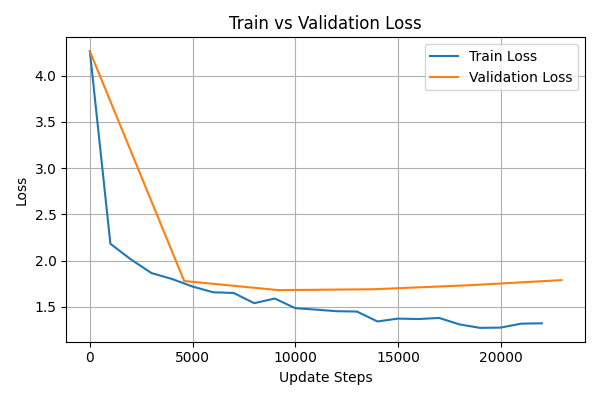 Train vs Validation Loss
Train Loss
Validation Loss
Loss
4.0
3.5
3.0
2.5
2.0
1.5
0
5000
10000
15000
20000
Update Steps